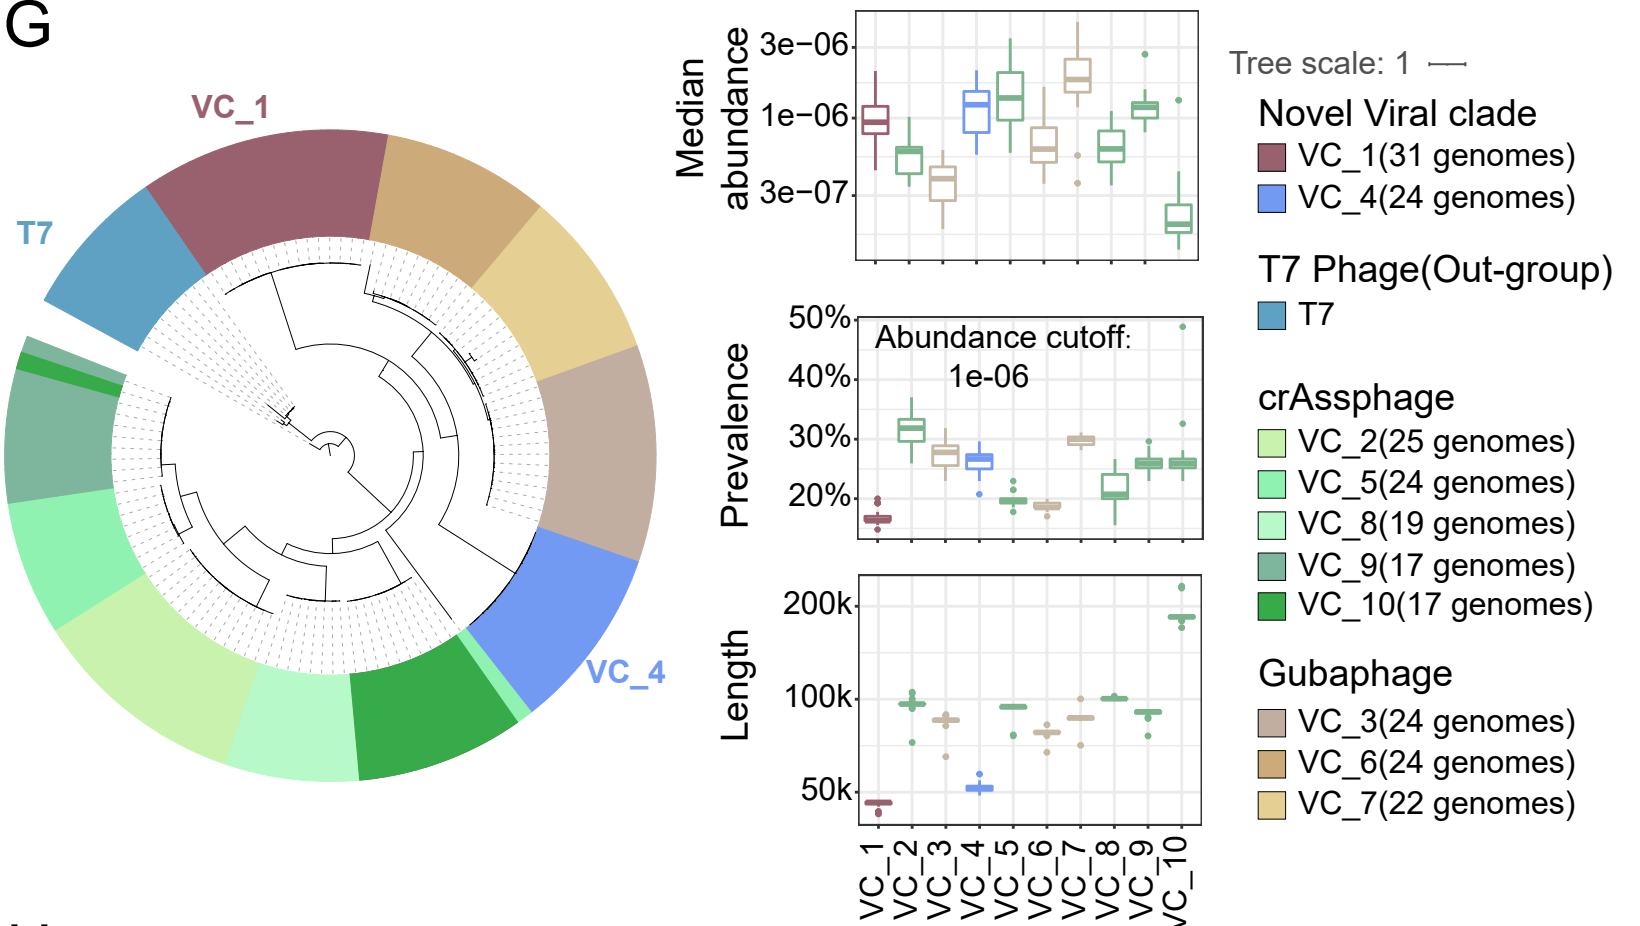 G
VC_1
T7
VC_4
Median
abundance
3e−06
1e−06
3e−07
Prevalence
50%
40%
30%
20%
Abundance cutoff:
1e-06
Length
200k
100k
50k
VC_1
VC_2
VC_3
VC_4
VC_5
VC_6
VC_7
VC_8
VC_9
VC_10
Tree scale: 1
Novel Viral clade
VC_1(31 genomes)
VC_4(24 genomes)
T7 Phage(Out-group)
T7
crAssphage
VC_2(25 genomes)
VC_5(24 genomes)
VC_8(19 genomes)
VC_9(17 genomes)
VC_10(17 genomes)
Gubaphage
VC_3(24 genomes)
VC_6(24 genomes)
VC_7(22 genomes)